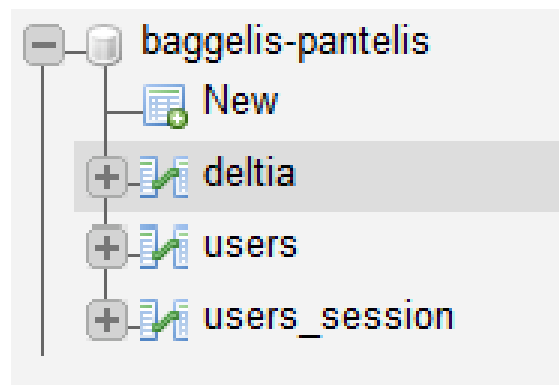 baggelis-pantelis
New
deltia
users
users_session